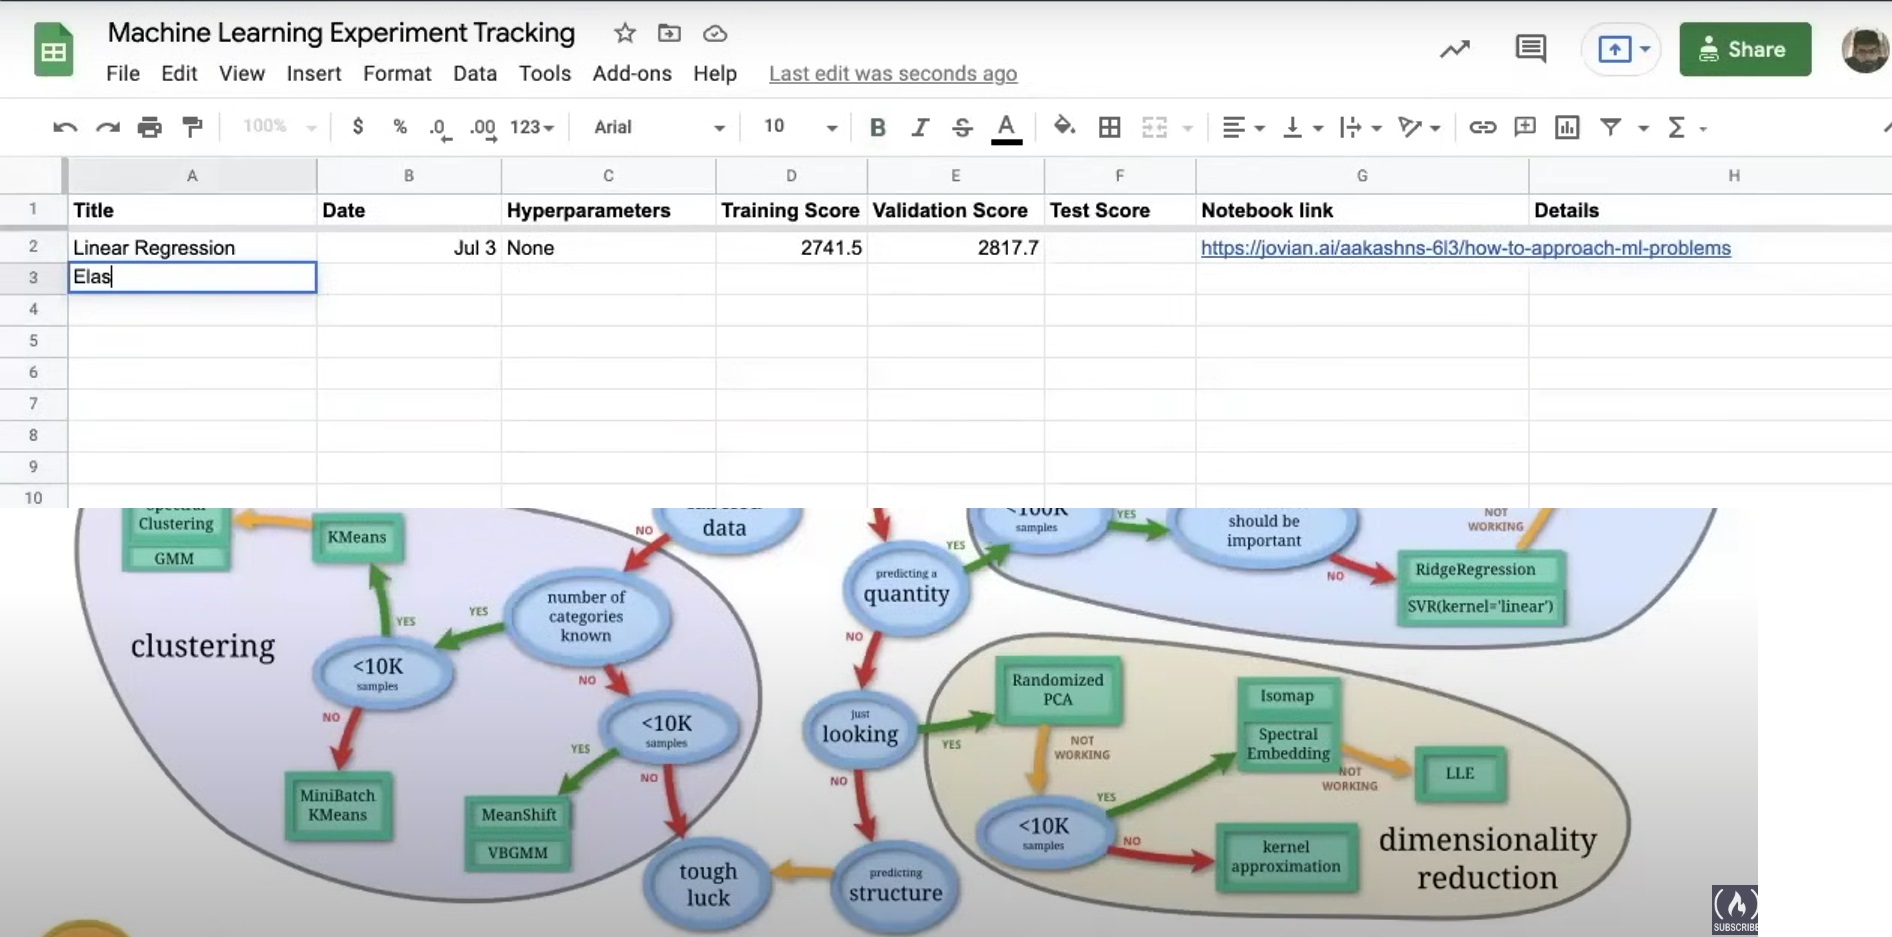 Machine Learning Experiment Tracking
File Edit View Insert Format Data Tools Add-ons Help Last edit was seconds ago
Share
100% $ % .0 .00 123 Arial 10 B I S A
A B C D E F G H
1 Title Date Hyperparameters Training Score Validation Score Test Score Notebook link Details
2 Linear Regression Jul 3 None 2741.5 2817.7 https://jovian.ai/aakashns-6l3/how-to-approach-ml-problems
3 Elas
4
5
6
7
8
9
10
Clustering
GMM
KMeans
NO
data
YES
number of
categories
known
YES
<10K
samples
clustering
NO
MiniBatch
KMeans
NO
<10K
samples
YES
MeanShift
VBGMM
NO
tough
luck
predicting a
quantity
YES
samples
YES
should be
important
NO
NOT
WORKING
RidgeRegression
SVR(kernel='linear')
NO
just
looking
YES
NO
predicting
structure
Randomized
PCA
NOT
WORKING
<10K
samples
YES
Isomap
Spectral
Embedding
NOT
WORKING
LLE
NO
kernel
approximation
dimensionality
reduction
SUBSCRIBE